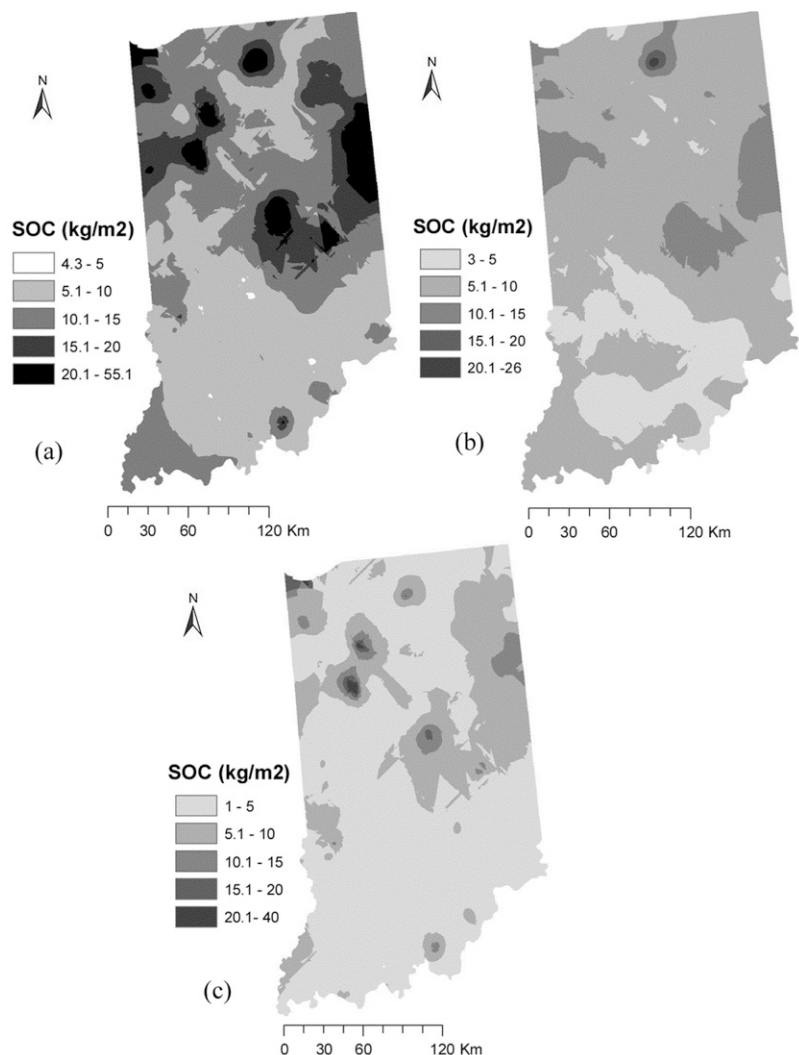 N
SOC (kg/m2)
4.3 - 5
5.1 - 10
10.1 - 15
15.1 - 20
20.1 - 55.1
(a)
0 30 60 120 Km
N
SOC (kg/m2)
3 - 5
5.1 - 10
10.1 - 15
15.1 - 20
20.1 -26
(b)
0 30 60 120 Km
N
SOC (kg/m2)
1 - 5
5.1 - 10
10.1 - 15
15.1 - 20
20.1- 40
(c)
0 30 60 120 Km